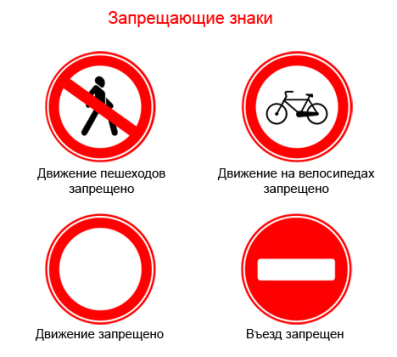 Запрещающие знаки
Движение пешеходов
запрещено
Движение на велосипедах
запрещено
Движение запрещено
Въезд запрещен